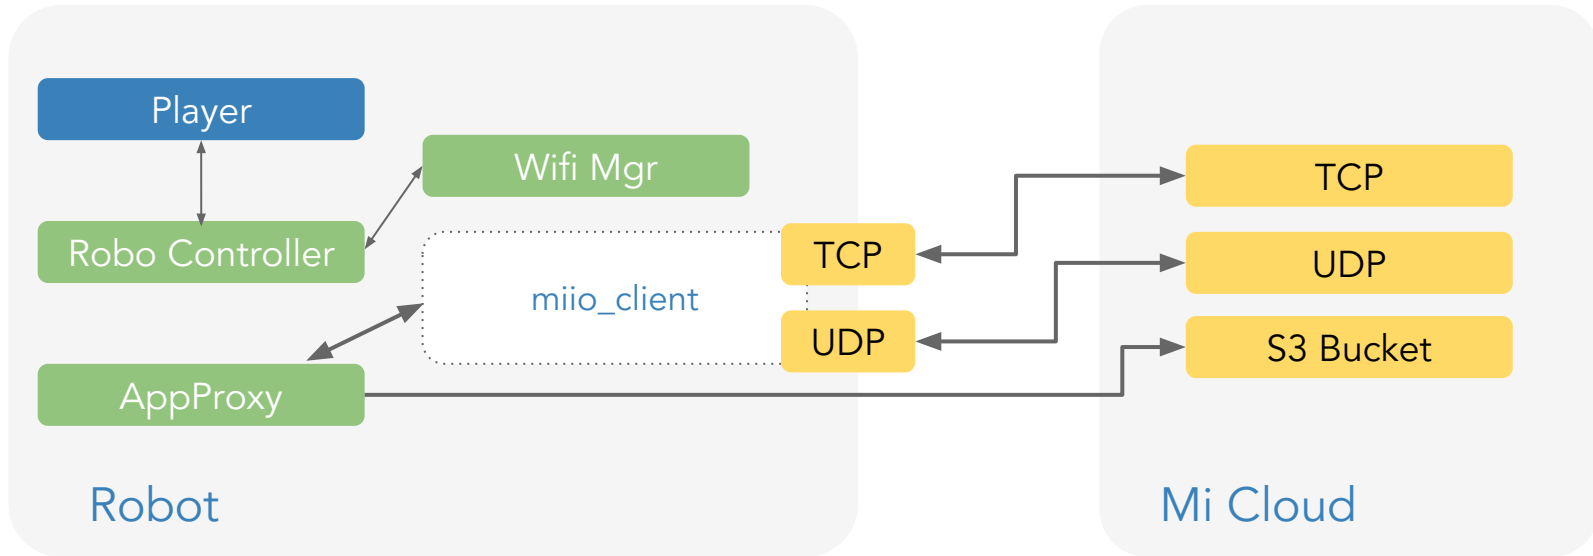 Player
Wifi Mgr
Robo Controller
miio_client
TCP
UDP
AppProxy
Robot
TCP
UDP
S3 Bucket
Mi Cloud